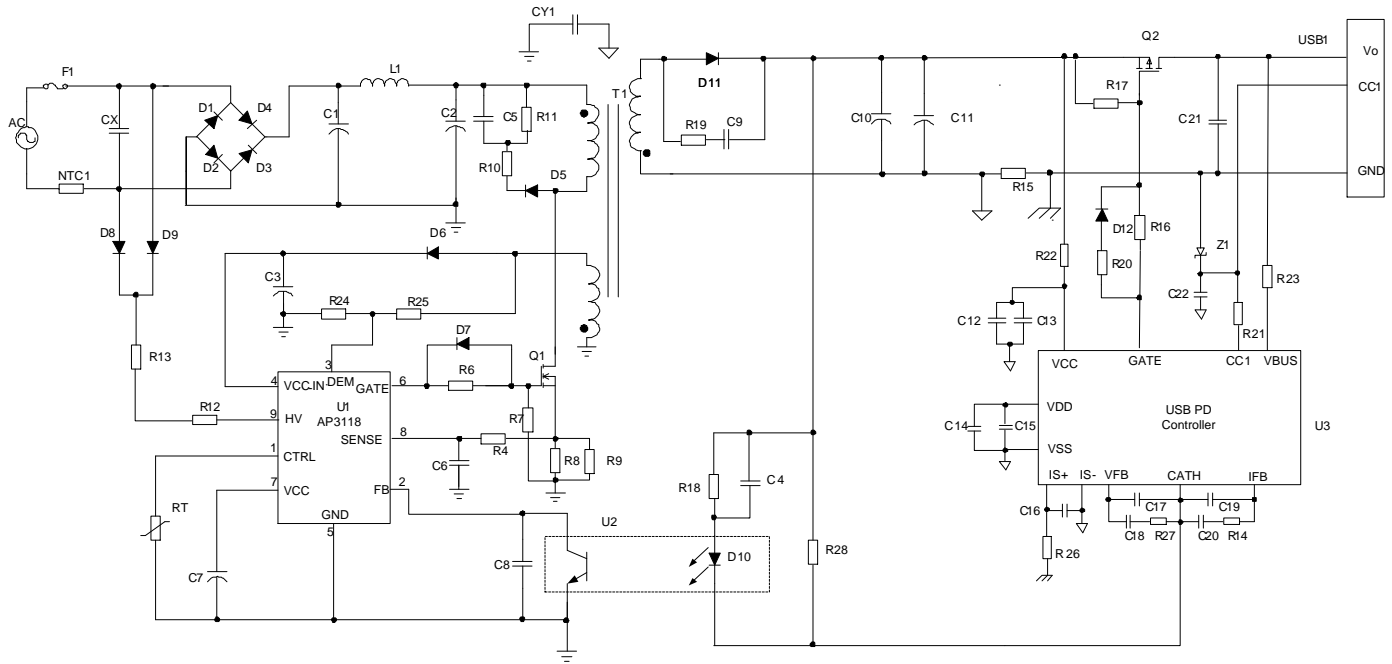 CY1
Q2
USB1
Vo
F1
L1
T1
D11
R17
CC1
AC
CX
D1
D4
C1
C2
C5
R11
R19
C9
C10
C11
C21
D2
D3
R10
NTC1
D5
R15
GND
D8
D9
D6
D12
R16
Z1
R22
R20
R23
C3
C22
R24
R25
C12
C13
R21
D7
Q1
R13
3
VCC
GATE
CC1
VBUS
4
VCC-IN
DEM
GATE
6
R6
U1
AP3118
9
HV
R12
R7
VDD
USB PD
Controller
U3
SENSE
8
C14
C15
1
CTRL
R4
C6
R8
R9
VSS
7
VCC
FB
2
R18
C4
IS+
IS-
VFB
CATH
IFB
RT
GND
5
U2
C16
C17
C19
C18
R27
C20
R14
C7
C8
D10
R28
R26